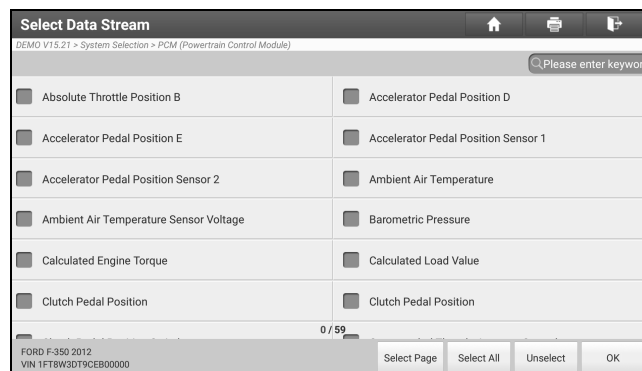 Select Data Stream
DEMO V15.21 > System Selection > PCM (Powertrain Control Module)
Please enter keywor
Absolute Throttle Position B
Accelerator Pedal Position D
Accelerator Pedal Position E
Accelerator Pedal Position Sensor 1
Accelerator Pedal Position Sensor 2
Ambient Air Temperature
Ambient Air Temperature Sensor Voltage
Barometric Pressure
Calculated Engine Torque
Calculated Load Value
Clutch Pedal Position
Clutch Pedal Position
0 / 59
FORD F-350 2012
VIN 1FT8W3DT9CEB00000
Select Page
Select All
Unselect
OK